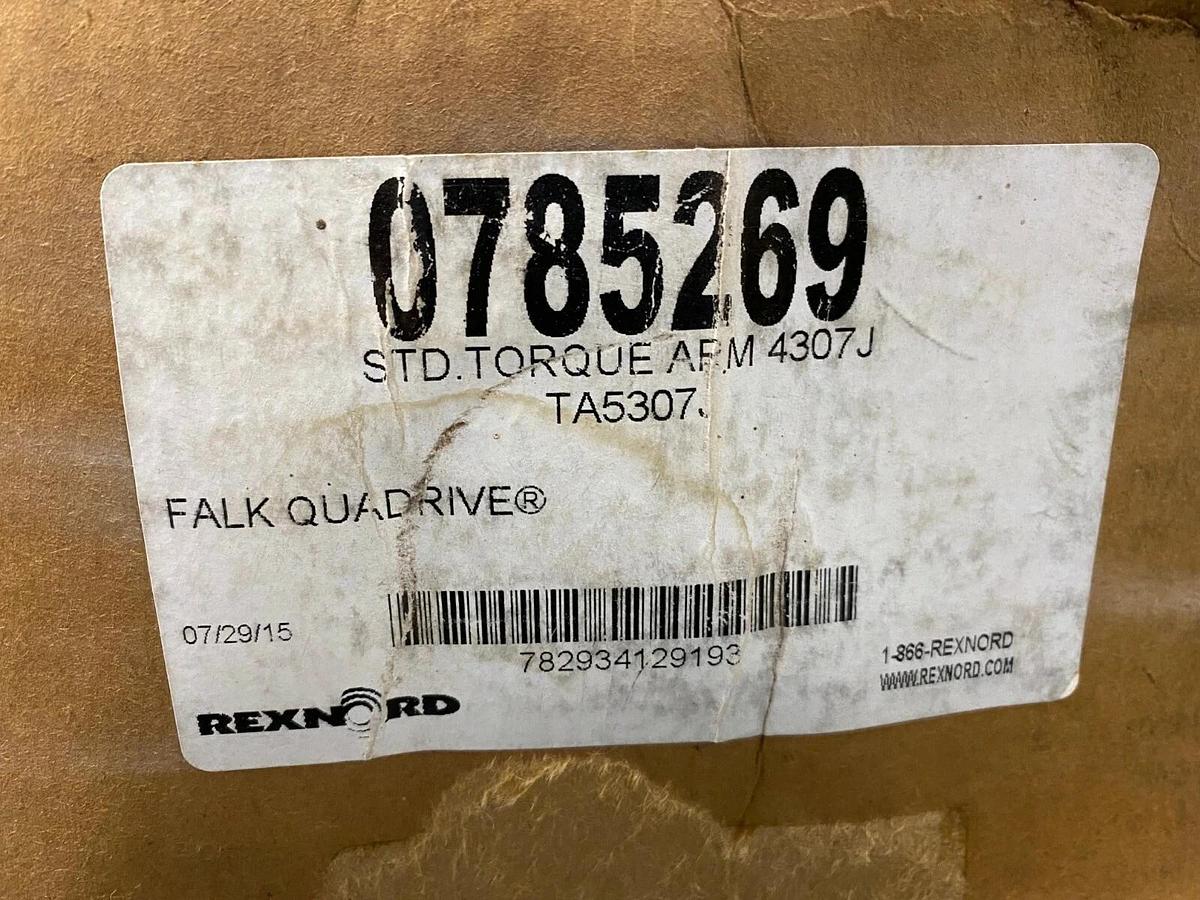 0785269
STD.TORQUE ARM 4307J
TA5307J
FALK QUADRIVE®
07/29/15
782934129193
1-866-REXNORD
WWW.REXNORD.COM
REXNORD